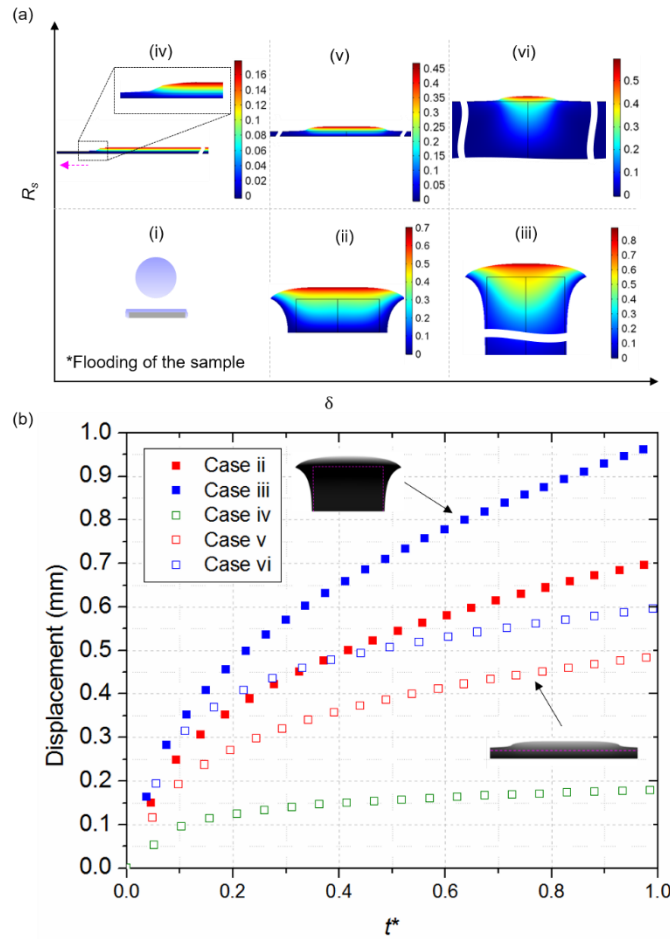 (a)
(iv)
(v)
(vi)
0.16
0.14
0.12
0.10
0.08
0.06
0.04
0.02
0
0.45
0.4
0.35
0.3
0.25
0.2
0.15
0.1
0.05
0
0.5
0.4
0.3
0.2
0.1
0
Rs
(i)
(ii)
(iii)
0.7
0.6
0.5
0.4
0.3
0.2
0.1
0
0.8
0.7
0.6
0.5
0.4
0.3
0.2
0.1
0
*Flooding of the sample
δ
(b)
1.0
0.9
0.8
0.7
0.6
0.5
0.4
0.3
0.2
0.1
0.0
Displacement (mm)
Case ii
Case iii
Case iv
Case v
Case vi
0.0 0.2 0.4 0.6 0.8 1.0
t*